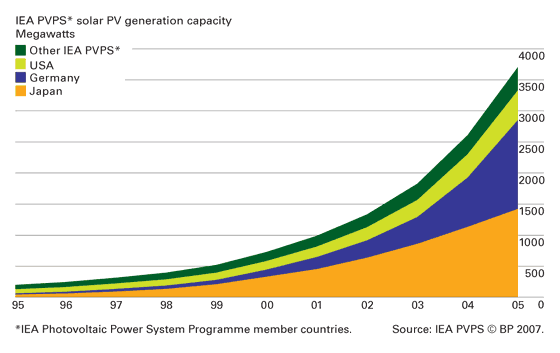 IEA PVPS* solar PV generation capacity
Megawatts
Other IEA PVPS*
USA
Germany
Japan
4000
3500
3000
2500
2000
1500
1000
500
95 96 97 98 99 00 01 02 03 04 05 0
*IEA Photovoltaic Power System Programme member countries. Source: IEA PVPS © BP 2007.